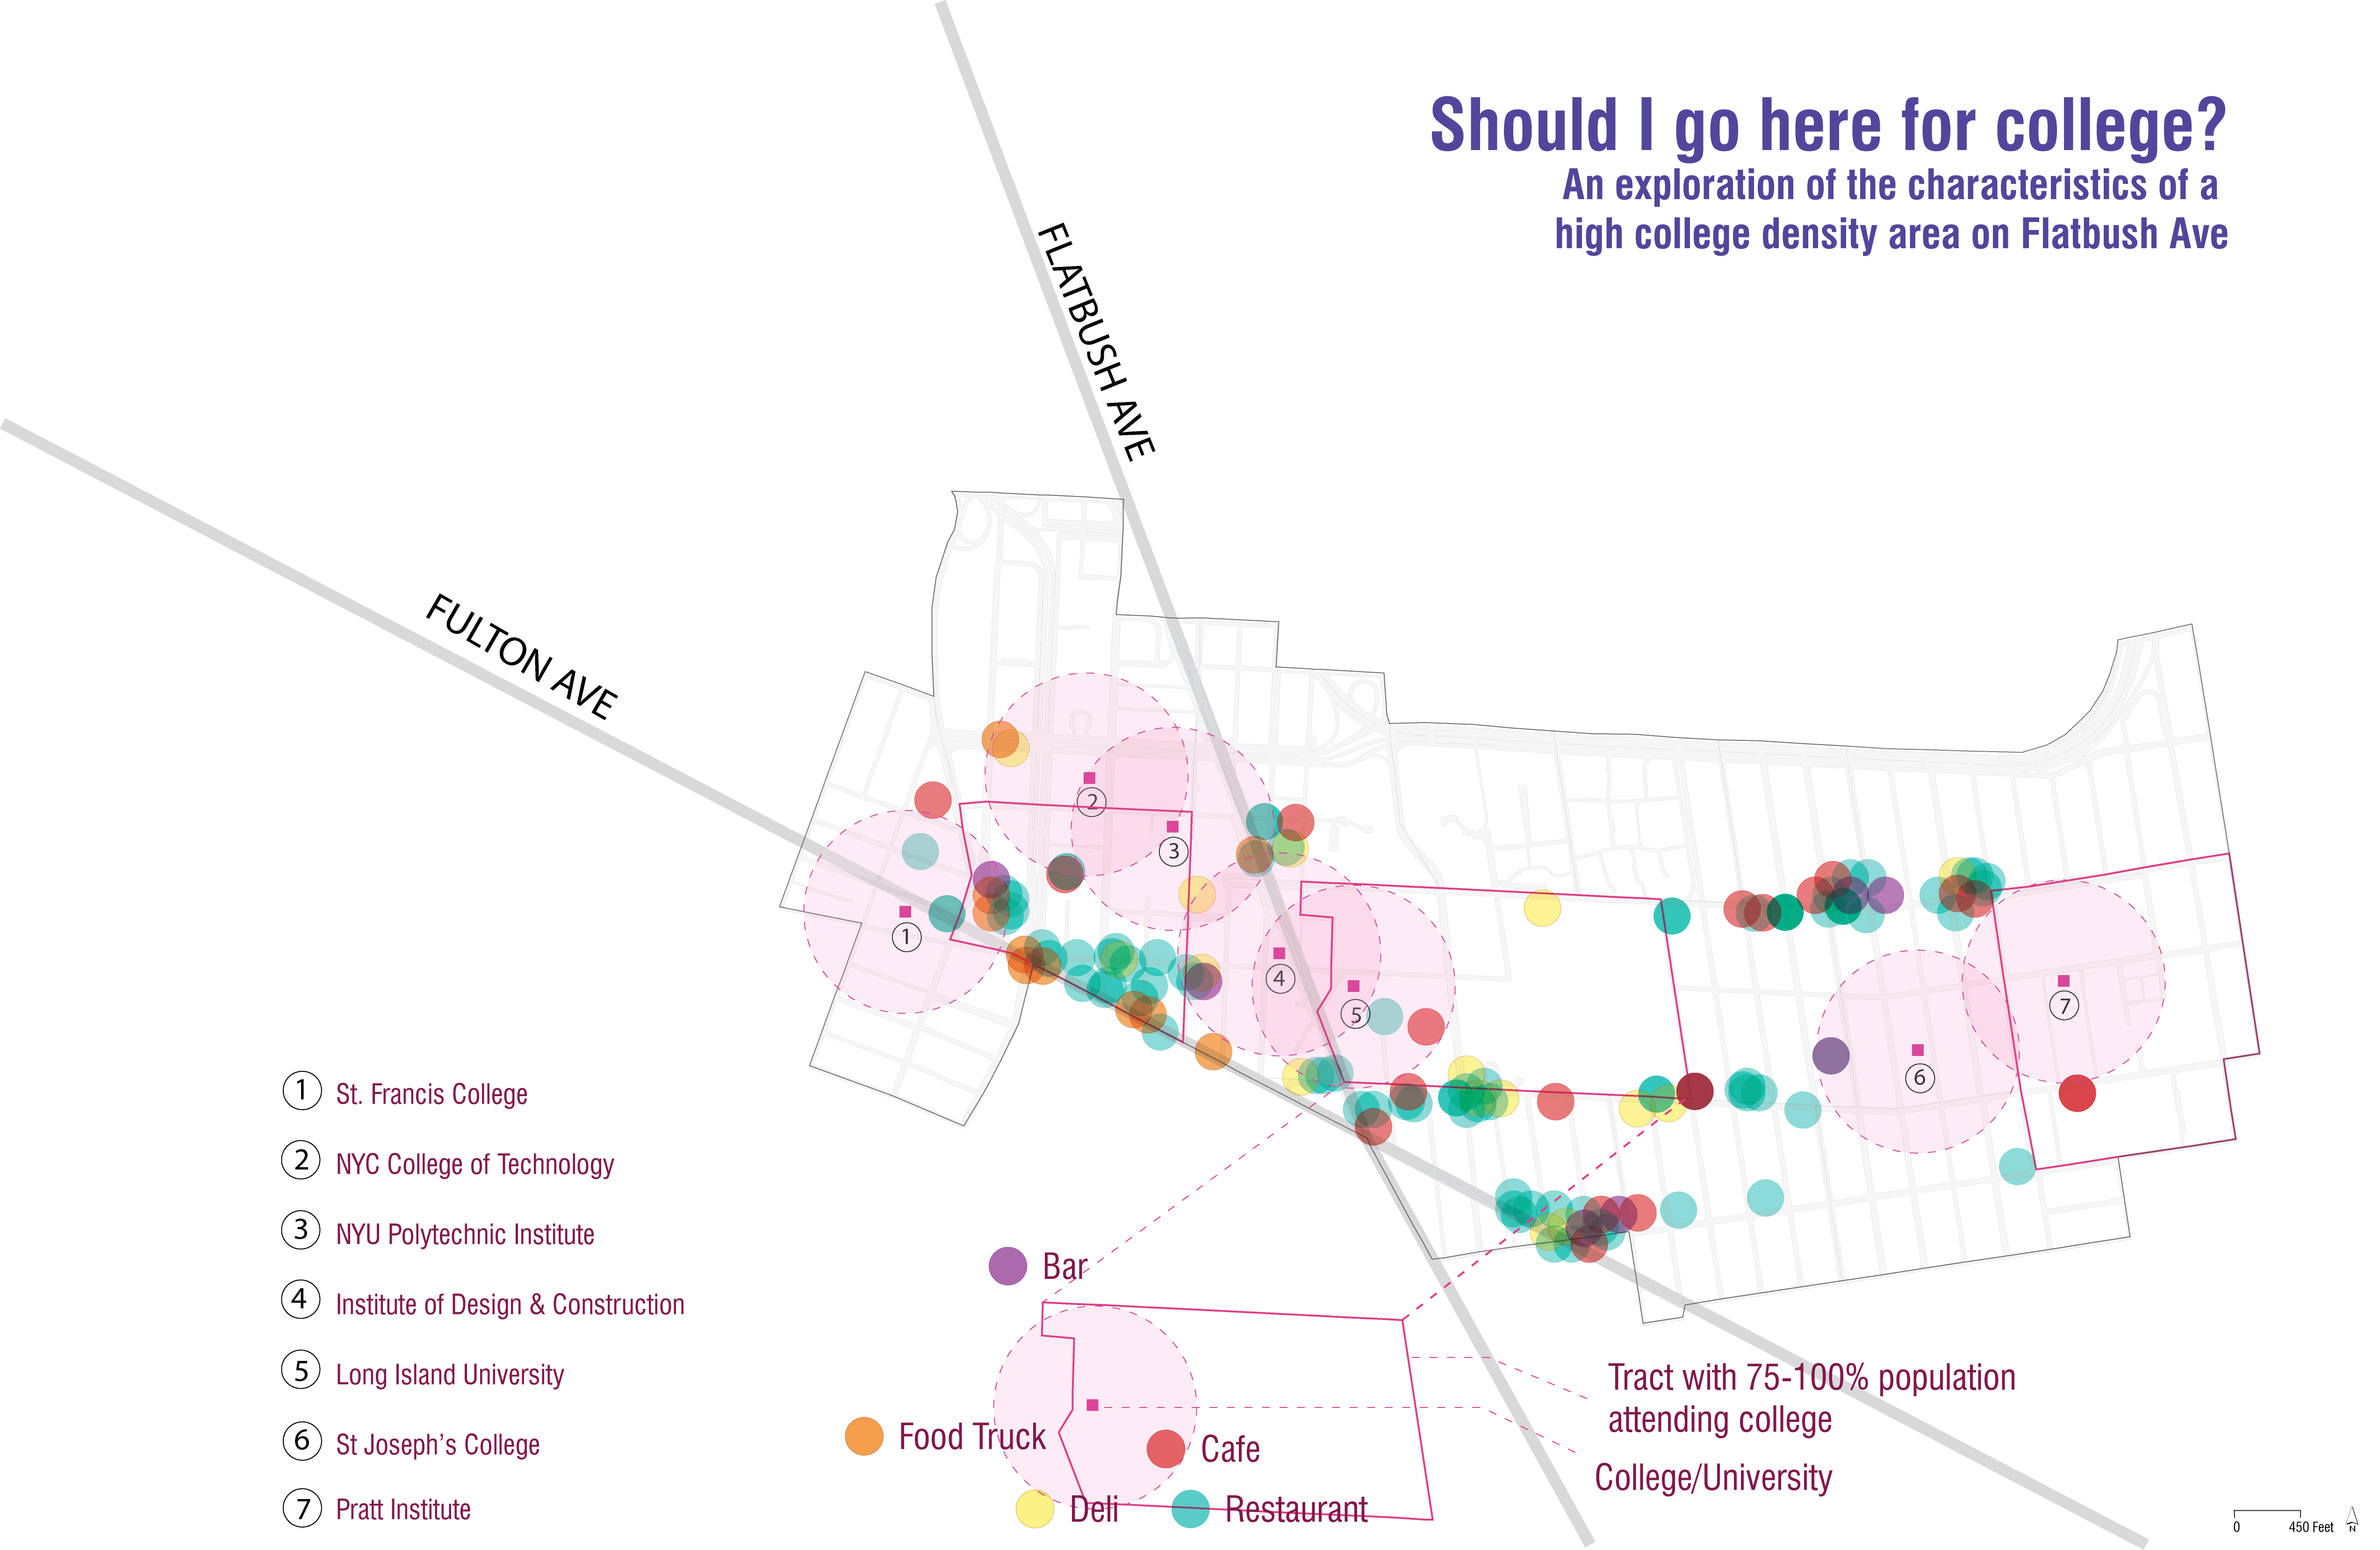 Should I go here for college?
An exploration of the characteristics of a
high college density area on Flatbush Ave
FLATBUSH AVE
FULTON AVE
2
3
1
4
5
7
6
1 St. Francis College
2 NYC College of Technology
3 NYU Polytechnic Institute
4 Institute of Design & Construction
5 Long Island University
6 St Joseph's College
7 Pratt Institute
Bar
Food Truck
Cafe
Deli
Restaurant
Tract with 75-100% population
attending college
College/University
0 450 Feet
N